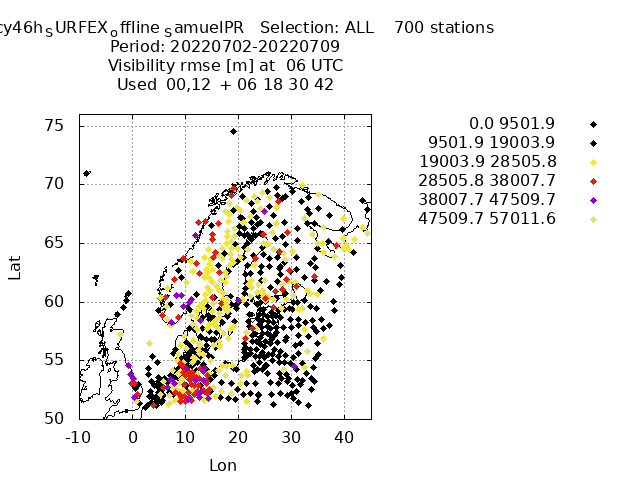 cy46h_SURFEX_offline_SamuelPR Selection: ALL 700 stations
Period: 20220702-20220709
Visibility rmse [m] at 06 UTC
Used 00,12 + 06 18 30 42
0.0 9501.9
9501.9 19003.9
19003.9 28505.8
28505.8 38007.7
38007.7 47509.7
47509.7 57011.6
75
70
65
60
55
50
Lat
-10 0 10 20 30 40
Lon